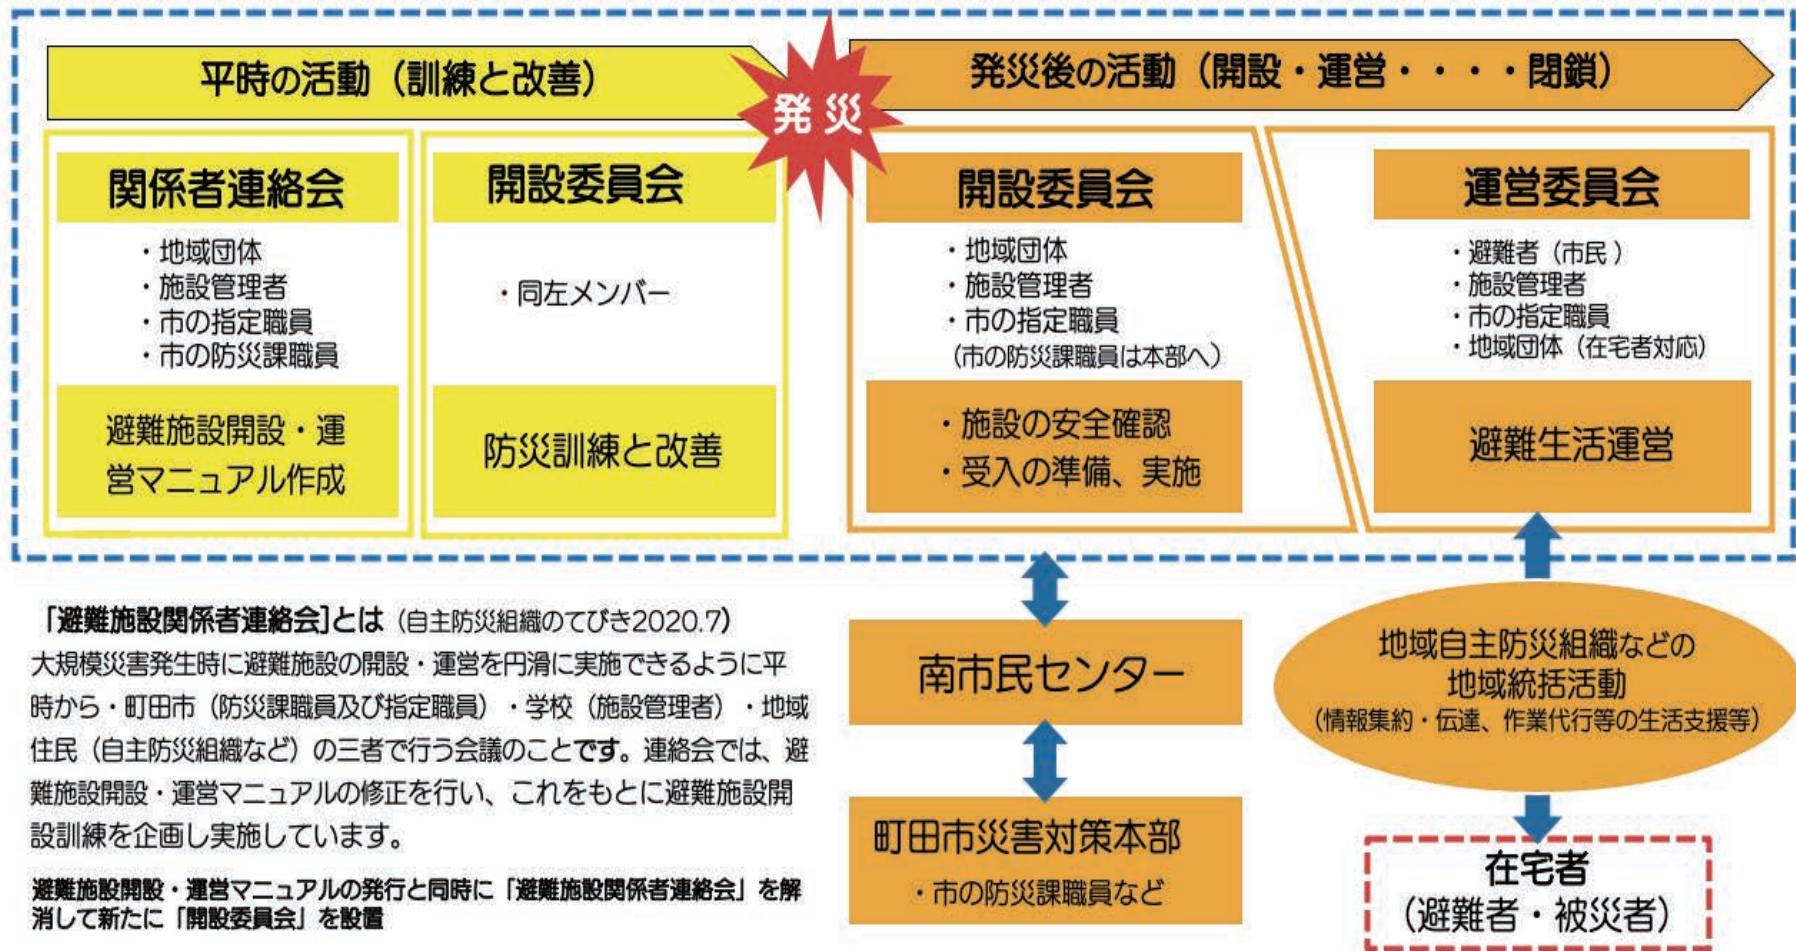 平時の活動（訓練と改善）
発災
発災後の活動（開設・運営・・・・閉鎖）
関係者連絡会
・地域団体
・施設管理者
・市の指定職員
・市の防災課職員
避難施設開設・運
営マニュアル作成
開設委員会
・同左メンバー
防災訓練と改善
開設委員会
・地域団体
・施設管理者
・市の指定職員
（市の防災課職員は本部へ）
・施設の安全確認
・受入の準備、実施
運営委員会
・避難者（市民）
・施設管理者
・市の指定職員
・地域団体（在宅者対応）
避難生活運営
「避難施設関係者連絡会]とは（自主防災組織のてびき2020.7）
大規模災害発生時に避難施設の開設・運営を円滑に実施できるように平
時から・町田市（防災課職員及び指定職員）・学校（施設管理者）・地域
住民（自主防災組織など）の三者で行う会議のことです。連絡会では、避
難施設開設・運営マニュアルの修正を行い、これをもとに避難施設開
設訓練を企画し実施しています。
避難施設開設・運営マニュアルの発行と同時に「避難施設関係者連絡会」を解
消して新たに「開設委員会」を設置
南市民センター
町田市災害対策本部
・市の防災課職員など
地域自主防災組織などの
地域統括活動
（情報集約・伝達、作業代行等の生活支援等）
在宅者
（避難者・被災者）